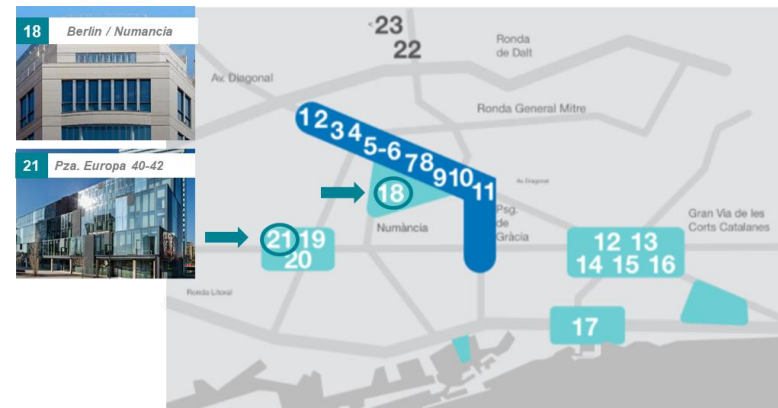 18 Berlin / Numancia
21 Pza. Europa 40-42
23
22
Ronda
de Dalt
Av. Diagonal
Ronda General Mitre
1 2 3 4 5-6 7 8 9 10 11
Av. Diagonal
18
Numància
Psg.
de
Gràcia
Gran Via de les
Corts Catalanes
21 19
20
12 13
14 15 16
Ronda Litoral
17